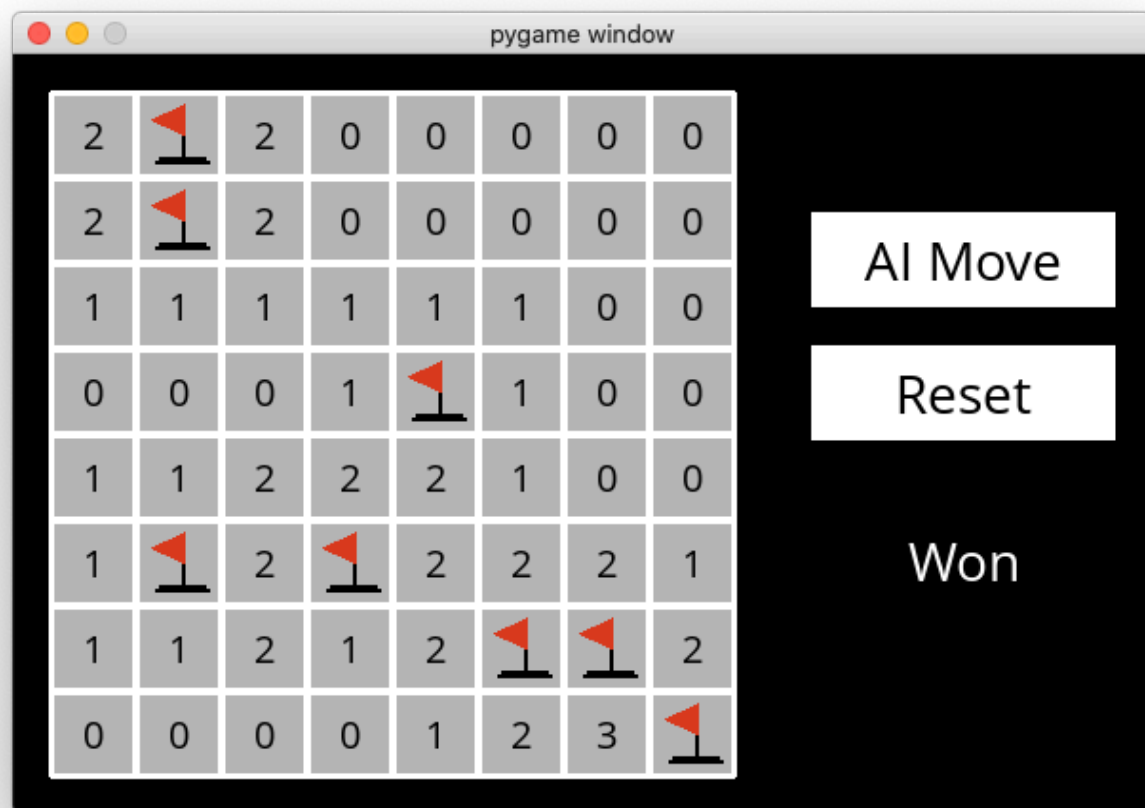 pygame window
2 2 0 0 0 0 0
2 2 0 0 0 0 0
1 1 1 1 1 1 0 0
0 0 0 1 1 0 0
1 1 2 2 2 1 0 0
1 2 2 2 2 1
1 1 2 1 2 2
0 0 0 0 1 2 3
AI Move
Reset
Won